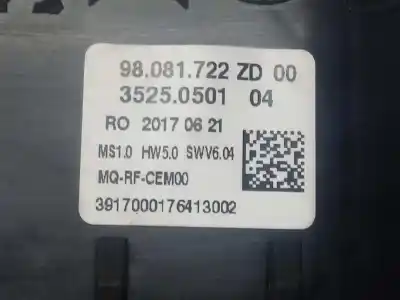 98.081.722 ZD 00
3525.0501 04
RO 2017 06 21
MS1.0 HW5.0 SWV6.04
MQ-RF-CEM00
3917000176413002